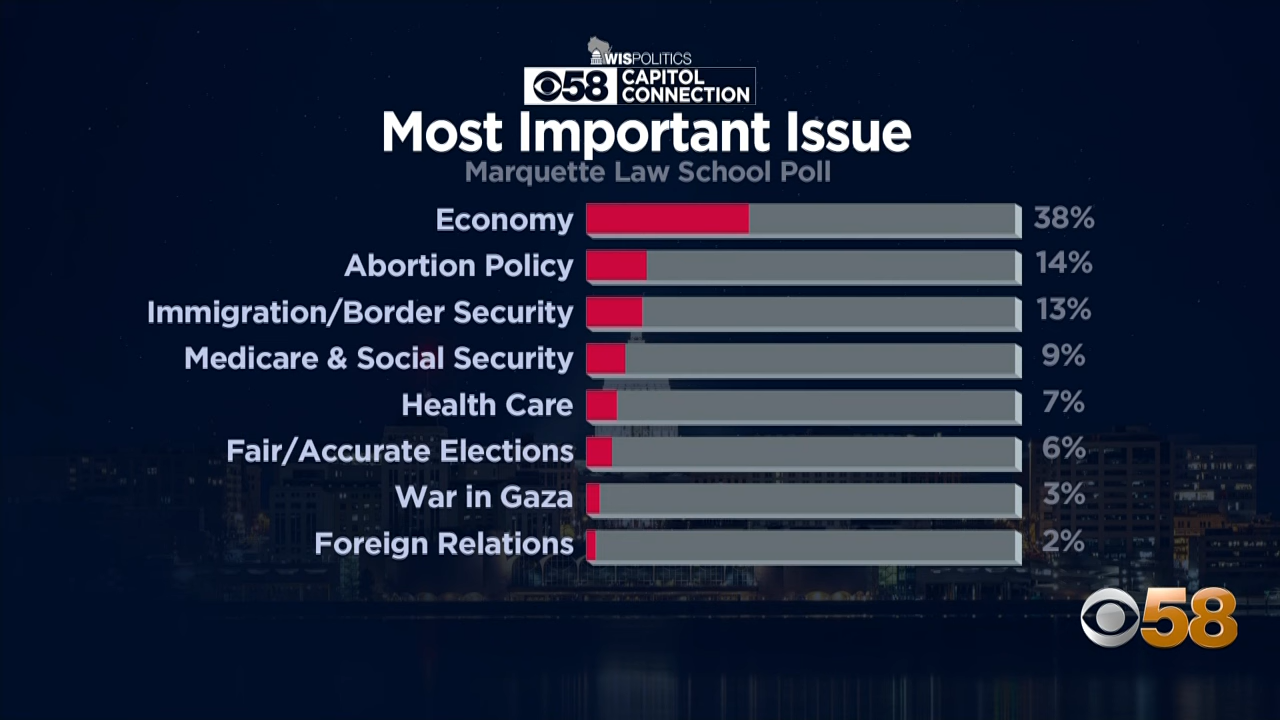 WISPOLITICS
58 CAPITOL
CONNECTION
Most Important Issue
Marquette Law School Poll
Economy 38%
Abortion Policy 14%
Immigration/Border Security 13%
Medicare & Social Security 9%
Health Care 7%
Fair/Accurate Elections 6%
War in Gaza 3%
Foreign Relations 2%
58